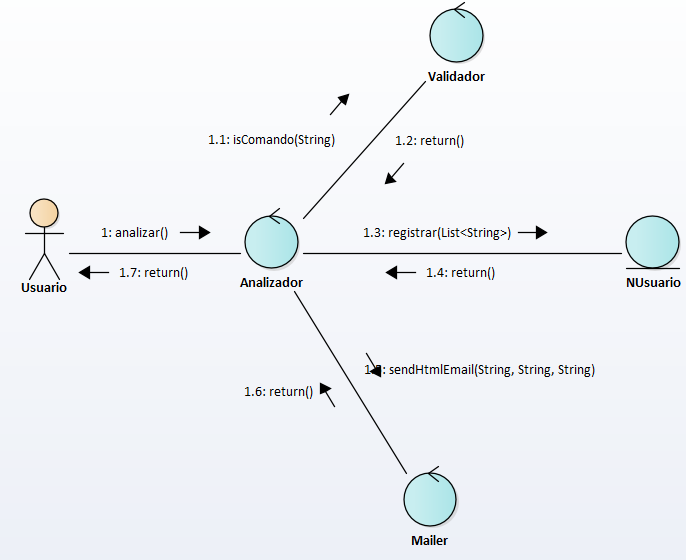 Validador
1.1: isComando(String)
1.2: return()
1: analizar()
1.3: registrar(List<String>)
1.7: return()
1.4: return()
Usuario
Analizador
NUsuario
: sendHtmlEmail(String, String, String)
1.6: return()
Mailer